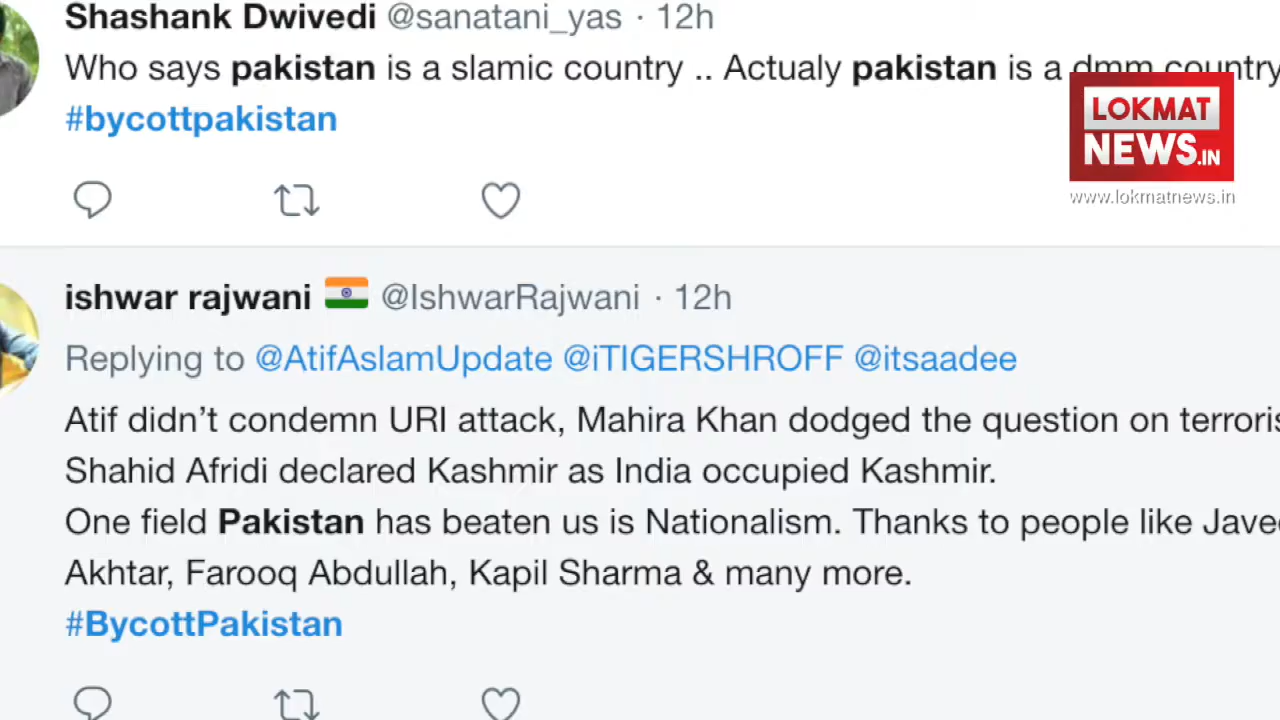 Shashank Dwivedi @sanatani_yas · 12h
Who says pakistan is a slamic country .. Actualy pakistan is a dmm country
#bycottpakistan
LOKMAT
NEWS.IN
www.lokmatnews.in
ishwar rajwani @IshwarRajwani · 12h
Replying to @AtifAslamUpdate @iTIGERSHROFF @itsaadee
Atif didn’t condemn URI attack, Mahira Khan dodged the question on
Shahid Afridi declared Kashmir as India occupied Kashmir.
One field Pakistan has beaten us is Nationalism. Thanks to people like
Akhtar, Farooq Abdullah, Kapil Sharma & many more.
#BycottPakistan